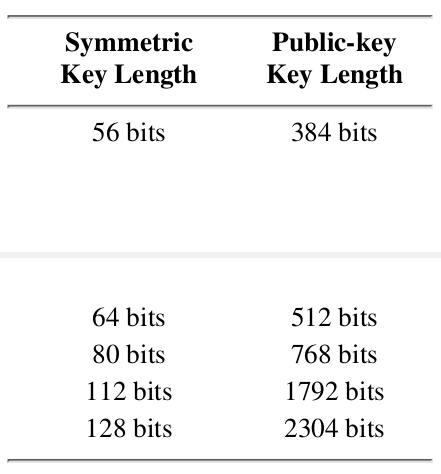 Symmetric Public-key
Key Length Key Length
56 bits 384 bits
64 bits 512 bits
80 bits 768 bits
112 bits 1792 bits
128 bits 2304 bits